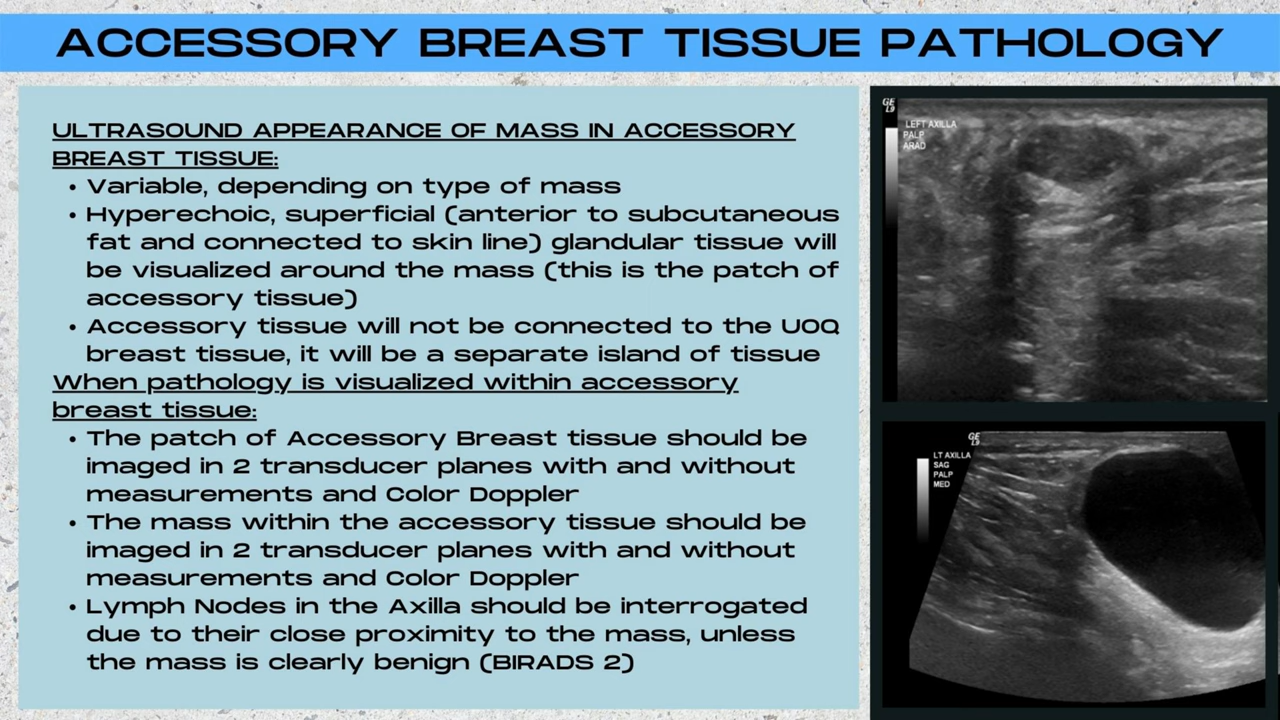 ACCESSORY BREAST TISSUE PATHOLOGY
ULTRASOUND APPEARANCE OF MASS IN ACCESSORY
BREAST TISSUE:
• Variable, depending on type of mass
• Hyperechoic, superficial (anterior to subcutaneous
fat and connected to skin line) glandular tissue will
be visualized around the mass (this is the patch of
accessory tissue)
• Accessory tissue will not be connected to the UOQ
breast tissue, it will be a separate island of tissue
When pathology is visualized within accessory
breast tissue:
• The patch of Accessory Breast tissue should be
imaged in 2 transducer planes with and without
measurements and Color Doppler
• The mass within the accessory tissue should be
imaged in 2 transducer planes with and without
measurements and Color Doppler
• Lymph Nodes in the Axilla should be interrogated
due to their close proximity to the mass, unless
the mass is clearly benign (BIRADS 2)
GE
L9
LEFT AXILLA
PALP
ARAD
GE
L9
LT AXILLA
SAG
PALP
MED